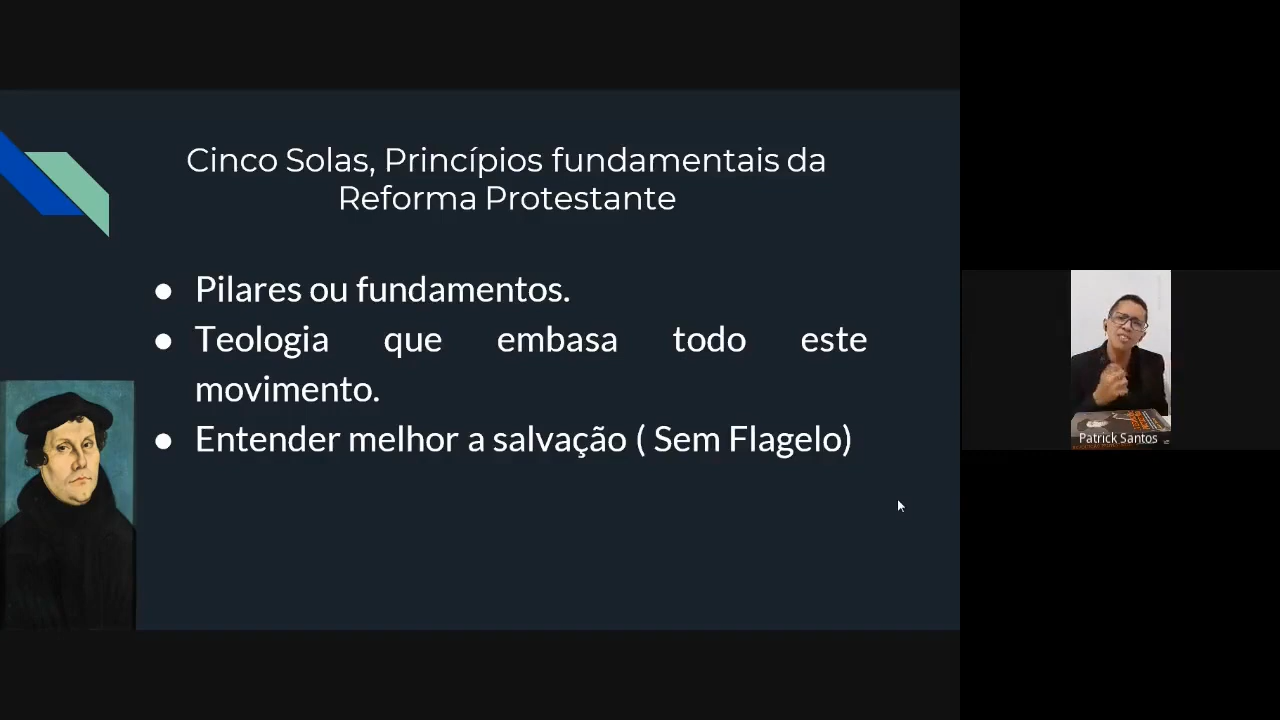 Cinco Solas, Princípios fundamentais da
Reforma Protestante
● Pilares ou fundamentos.
● Teologia que embasa todo este
movimento.
● Entender melhor a salvação ( Sem Flagelo)
Patrick Santos